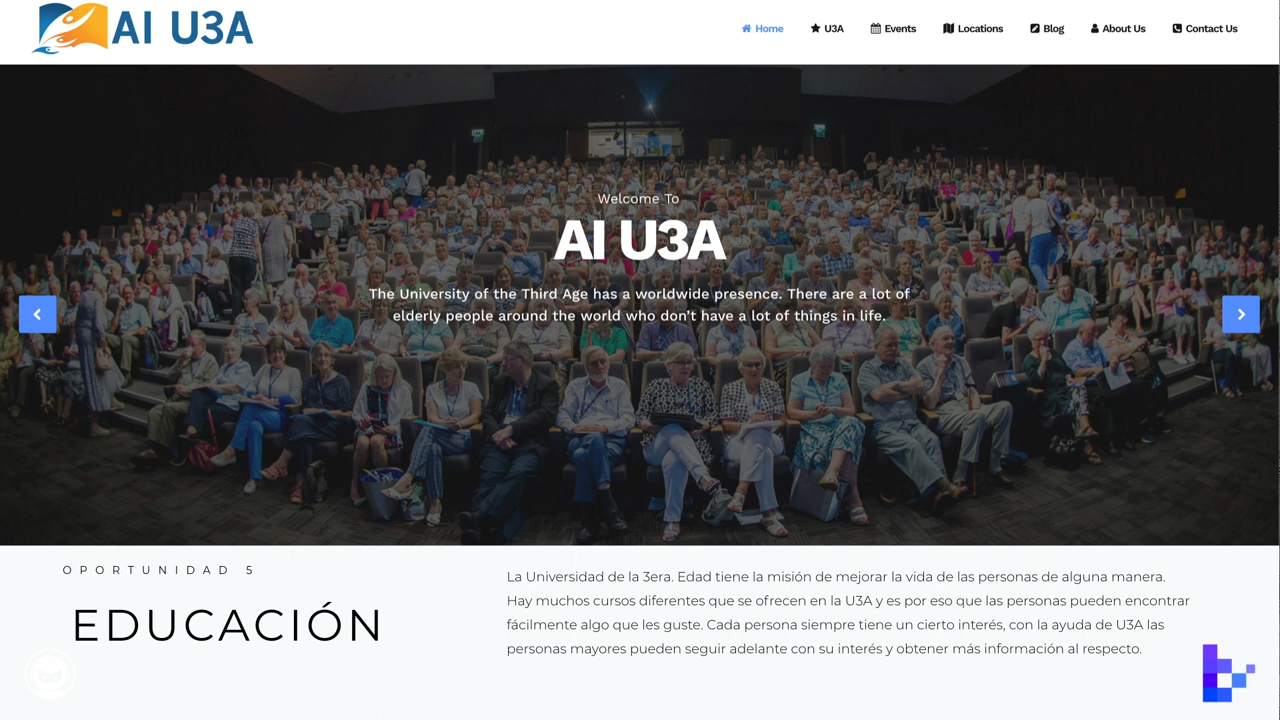 AI U3A
Home U3A Events Locations Blog About Us Contact Us
Welcome To
AI U3A
The University of the Third Age has a worldwide presence. There are a lot of
elderly people around the world who don't have a lot of things in life.
OPORTUNIDAD 5
EDUCACIÓN
La Universidad de la 3era. Edad tiene la misión de mejorar la vida de las personas de alguna manera.
Hay muchos cursos diferentes que se ofrecen en la U3A y es por eso que las personas pueden encontrar
fácilmente algo que les guste. Cada persona siempre tiene un cierto interés, con la ayuda de U3A las
personas mayores pueden seguir adelante con su interés y obtener más información al respecto.